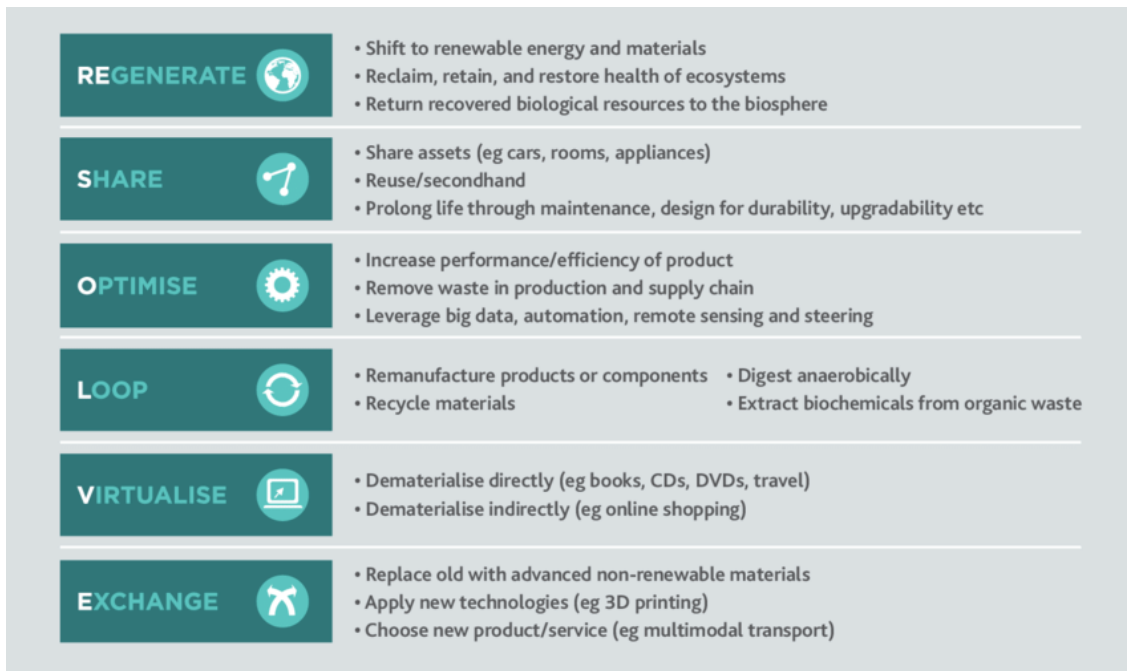 REGENERATE
• Shift to renewable energy and materials
• Reclaim, retain, and restore health of ecosystems
• Return recovered biological resources to the biosphere
SHARE
• Share assets (eg cars, rooms, appliances)
• Reuse/secondhand
• Prolong life through maintenance, design for durability, upgradability etc
OPTIMISE
• Increase performance/efficiency of product
• Remove waste in production and supply chain
• Leverage big data, automation, remote sensing and steering
LOOP
• Remanufacture products or components
• Recycle materials
• Digest anaerobically
• Extract biochemicals from organic waste
VIRTUALISE
• Dematerialise directly (eg books, CDs, DVDs, travel)
• Dematerialise indirectly (eg online shopping)
EXCHANGE
• Replace old with advanced non-renewable materials
• Apply new technologies (eg 3D printing)
• Choose new product/service (eg multimodal transport)